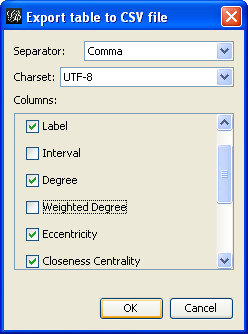 Export table to CSV file
Separator: Comma
Charset: UTF-8
Columns:
Label
Interval
Degree
Weighted Degree
Eccentricity
Closeness Centrality
OK Cancel